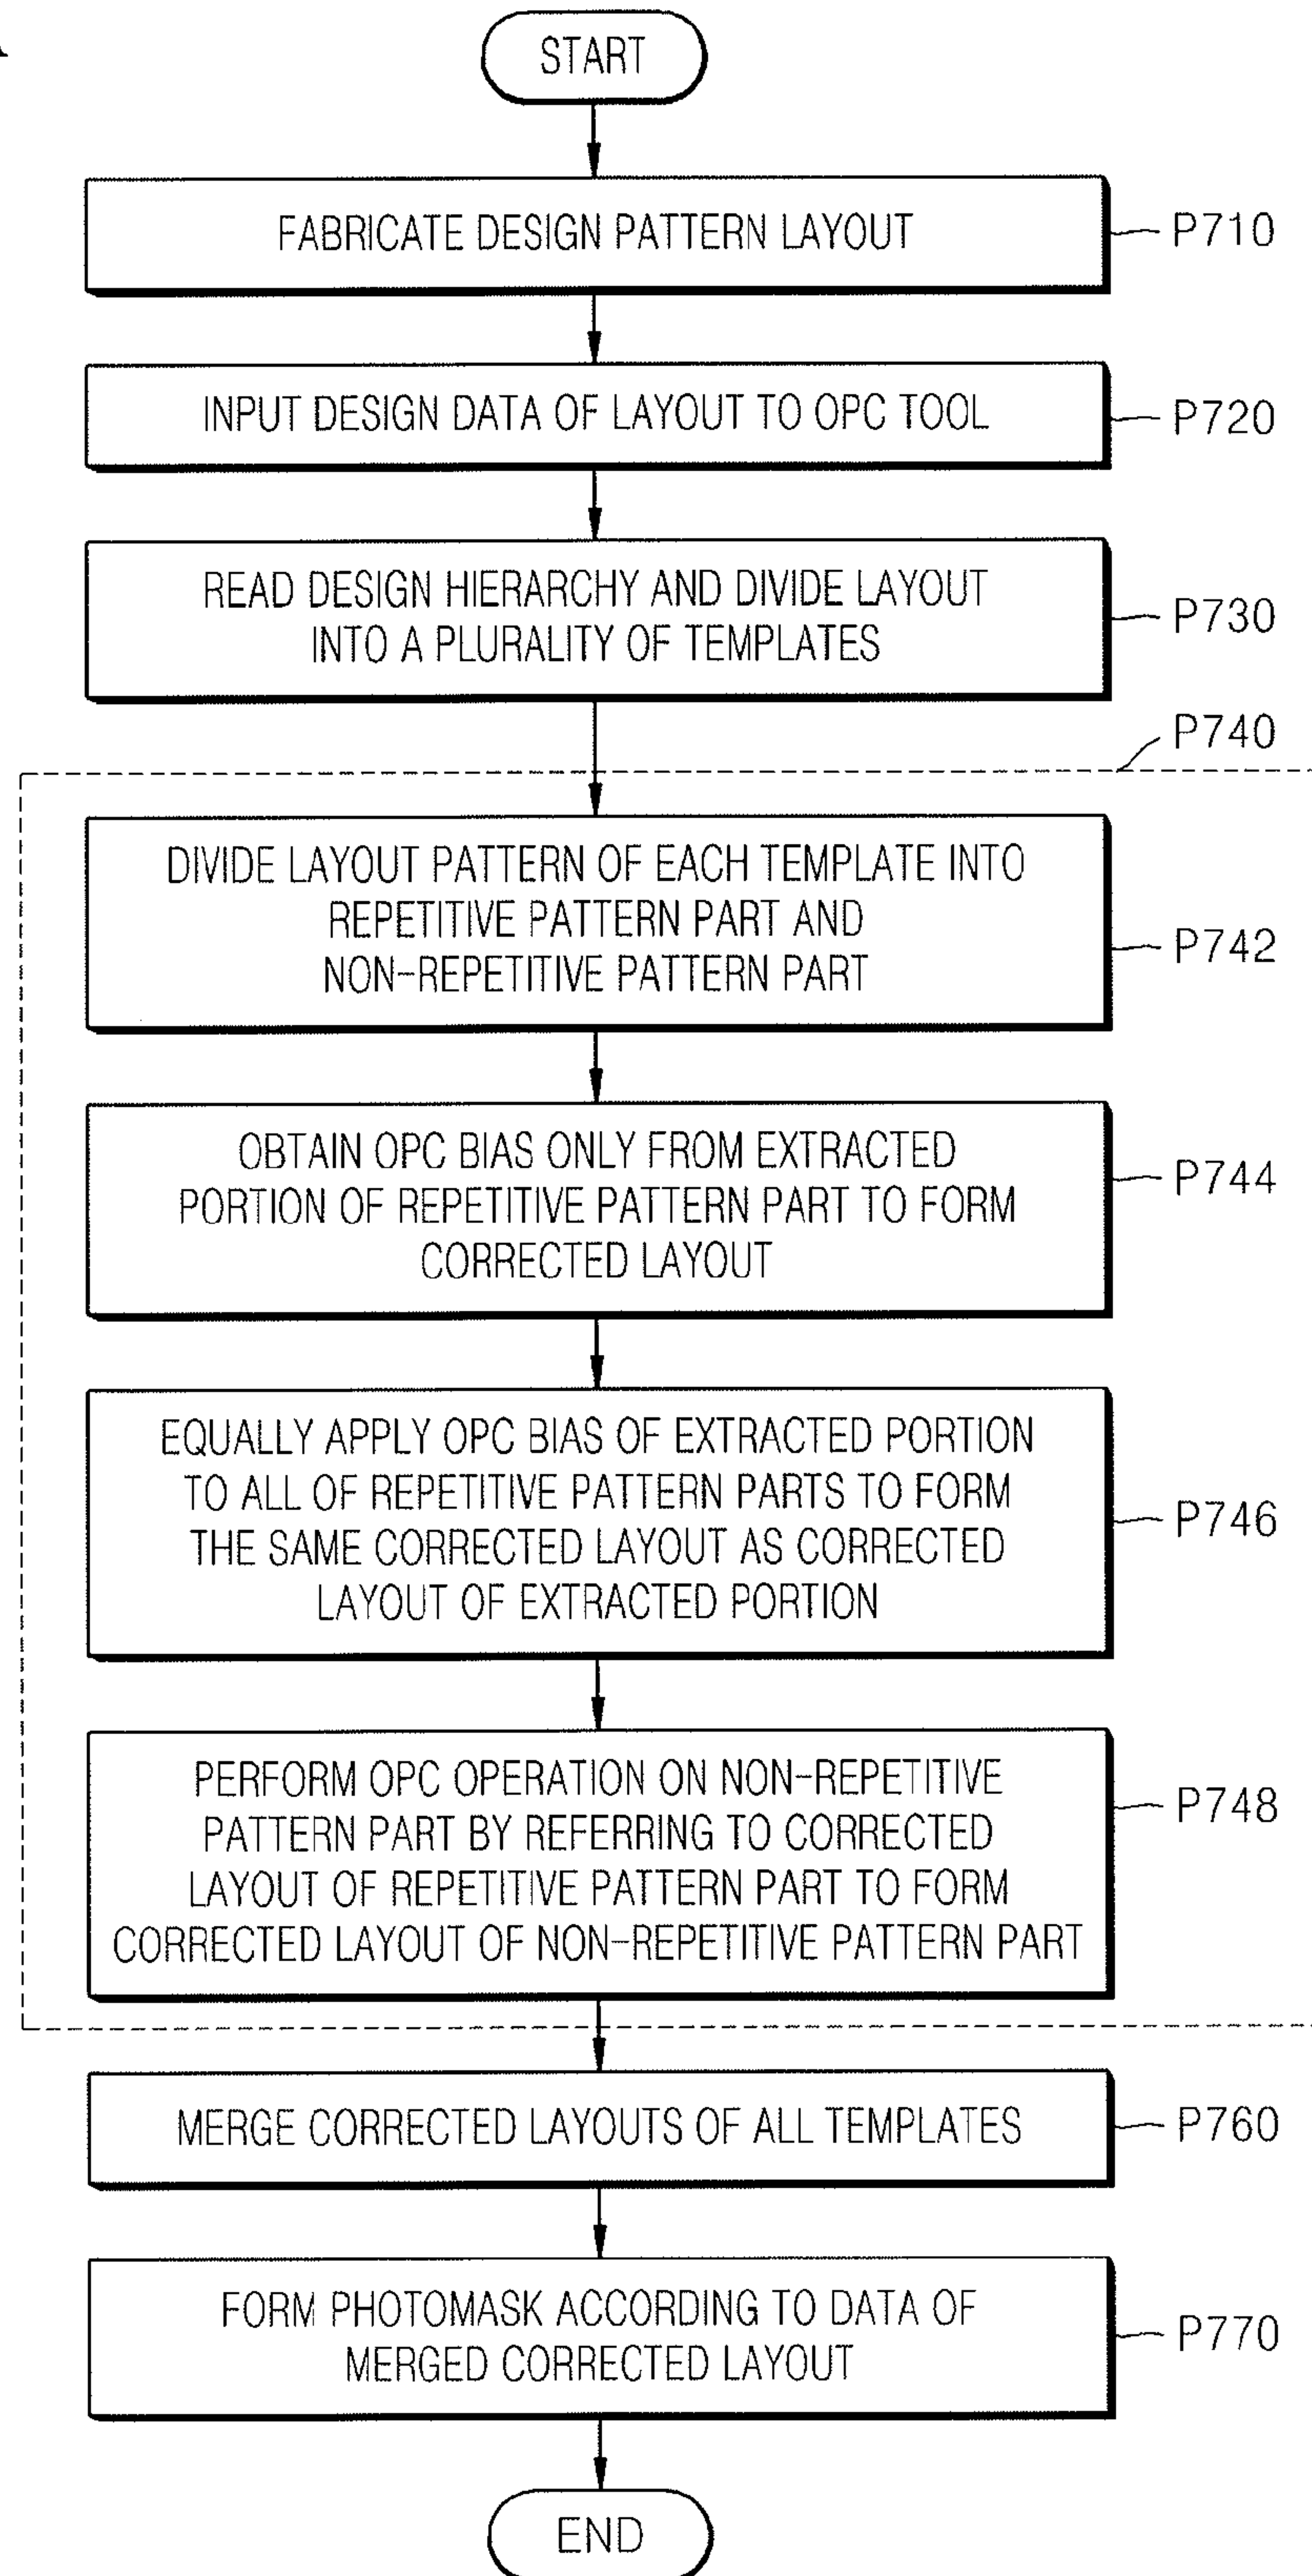 START
FABRICATE DESIGN PATTERN LAYOUT
P710
INPUT DESIGN DATA OF LAYOUT TO OPC TOOL
P720
READ DESIGN HIERARCHY AND DIVIDE LAYOUT
INTO A PLURALITY OF TEMPLATES
P730
P740
DIVIDE LAYOUT PATTERN OF EACH TEMPLATE INTO
REPETITIVE PATTERN PART AND
NON-REPETITIVE PATTERN PART
P742
OBTAIN OPC BIAS ONLY FROM EXTRACTED
PORTION OF REPETITIVE PATTERN PART TO FORM
CORRECTED LAYOUT
P744
EQUALLY APPLY OPC BIAS OF EXTRACTED PORTION
TO ALL OF REPETITIVE PATTERN PARTS TO FORM
THE SAME CORRECTED LAYOUT AS CORRECTED
LAYOUT OF EXTRACTED PORTION
P746
PERFORM OPC OPERATION ON NON-REPETITIVE
PATTERN PART BY REFERRING TO CORRECTED
LAYOUT OF REPETITIVE PATTERN PART TO FORM
CORRECTED LAYOUT OF NON-REPETITIVE PATTERN PART
P748
MERGE CORRECTED LAYOUTS OF ALL TEMPLATES
P760
FORM PHOTOMASK ACCORDING TO DATA OF
MERGED CORRECTED LAYOUT
P770
END